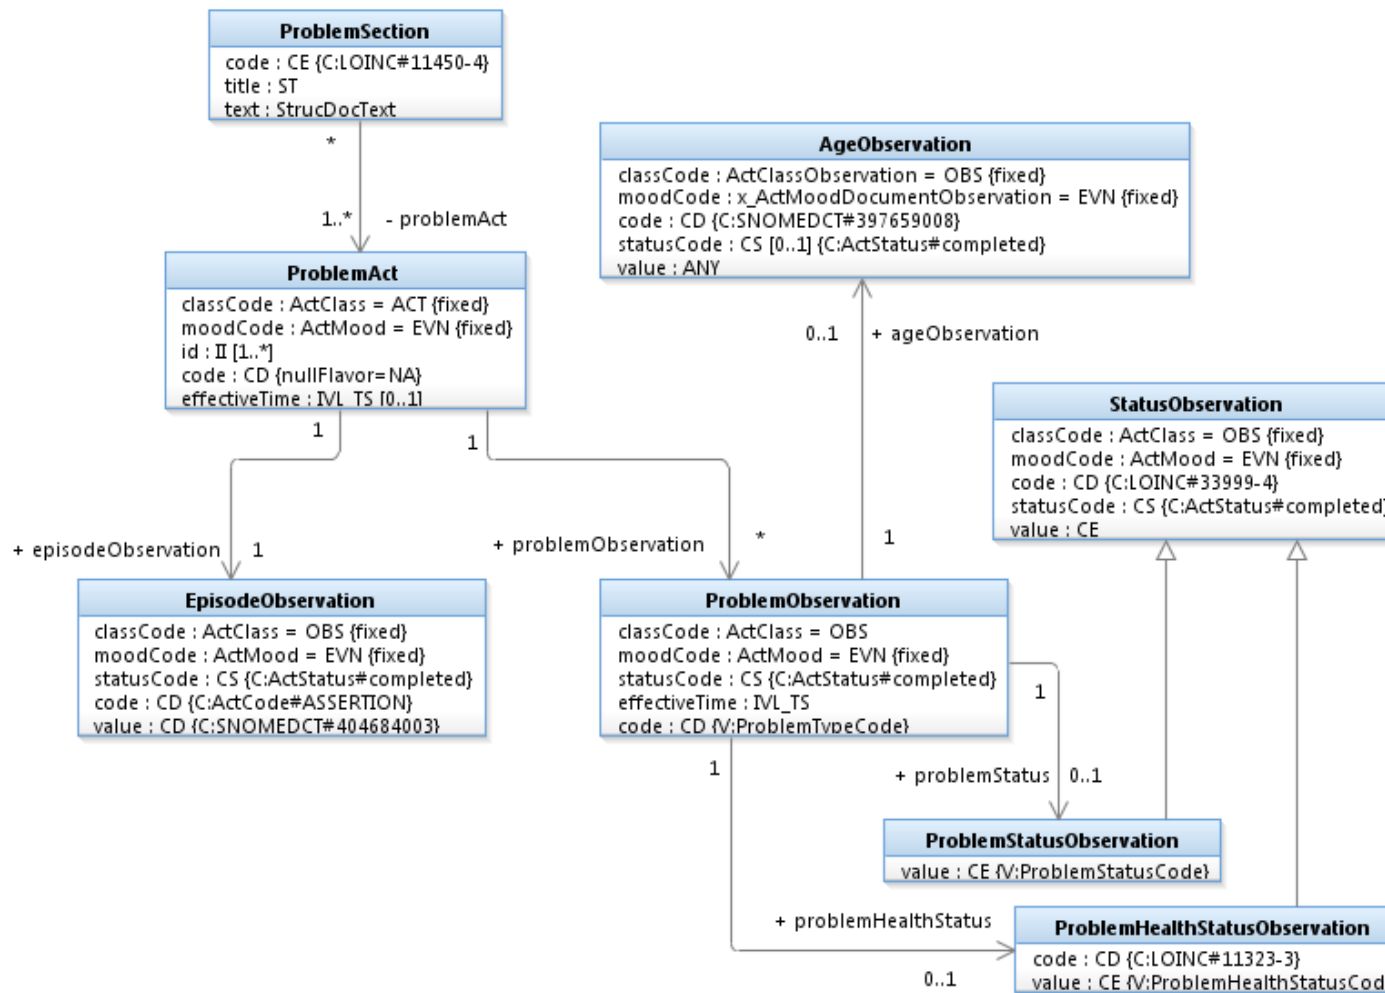 ProblemSection
code : CE {C:LOINC#11450-4}
title : ST
text : StrucDocText
*
1..*
- problemAct
AgeObservation
classCode : ActClassObservation = OBS {fixed}
moodCode : x_ActMoodDocumentObservation = EVN {fixed}
code : CD {C:SNOMEDCT#397659008}
statusCode : CS [0..1] {C:ActStatus#completed}
value : ANY
ProblemAct
classCode : ActClass = ACT {fixed}
moodCode : ActMood = EVN {fixed}
id : II [1..*]
code : CD {nullFlavor=NA}
effectiveTime : IVL_TS [0..1]
0..1
+ ageObservation
StatusObservation
classCode : ActClass = OBS {fixed}
moodCode : ActMood = EVN {fixed}
code : CD {C:LOINC#33999-4}
statusCode : CS {C:ActStatus#completed}
value : CE
1
1
+ episodeObservation
1
+ problemObservation
*
1
EpisodeObservation
classCode : ActClass = OBS {fixed}
moodCode : ActMood = EVN {fixed}
statusCode : CS {C:ActStatus#completed}
code : CD {C:ActCode#ASSERTION}
value : CD {C:SNOMEDCT#404684003}
ProblemObservation
classCode : ActClass = OBS
moodCode : ActMood = EVN {fixed}
statusCode : CS {C:ActStatus#completed}
effectiveTime : IVL_TS
code : CD {V:ProblemTypeCode}
1
1
+ problemStatus
0..1
ProblemStatusObservation
value : CE {V:ProblemStatusCode}
+ problemHealthStatus
0..1
ProblemHealthStatusObservation
code : CD {C:LOINC#11323-3}
value : CE {V:ProblemHealthStatusCod